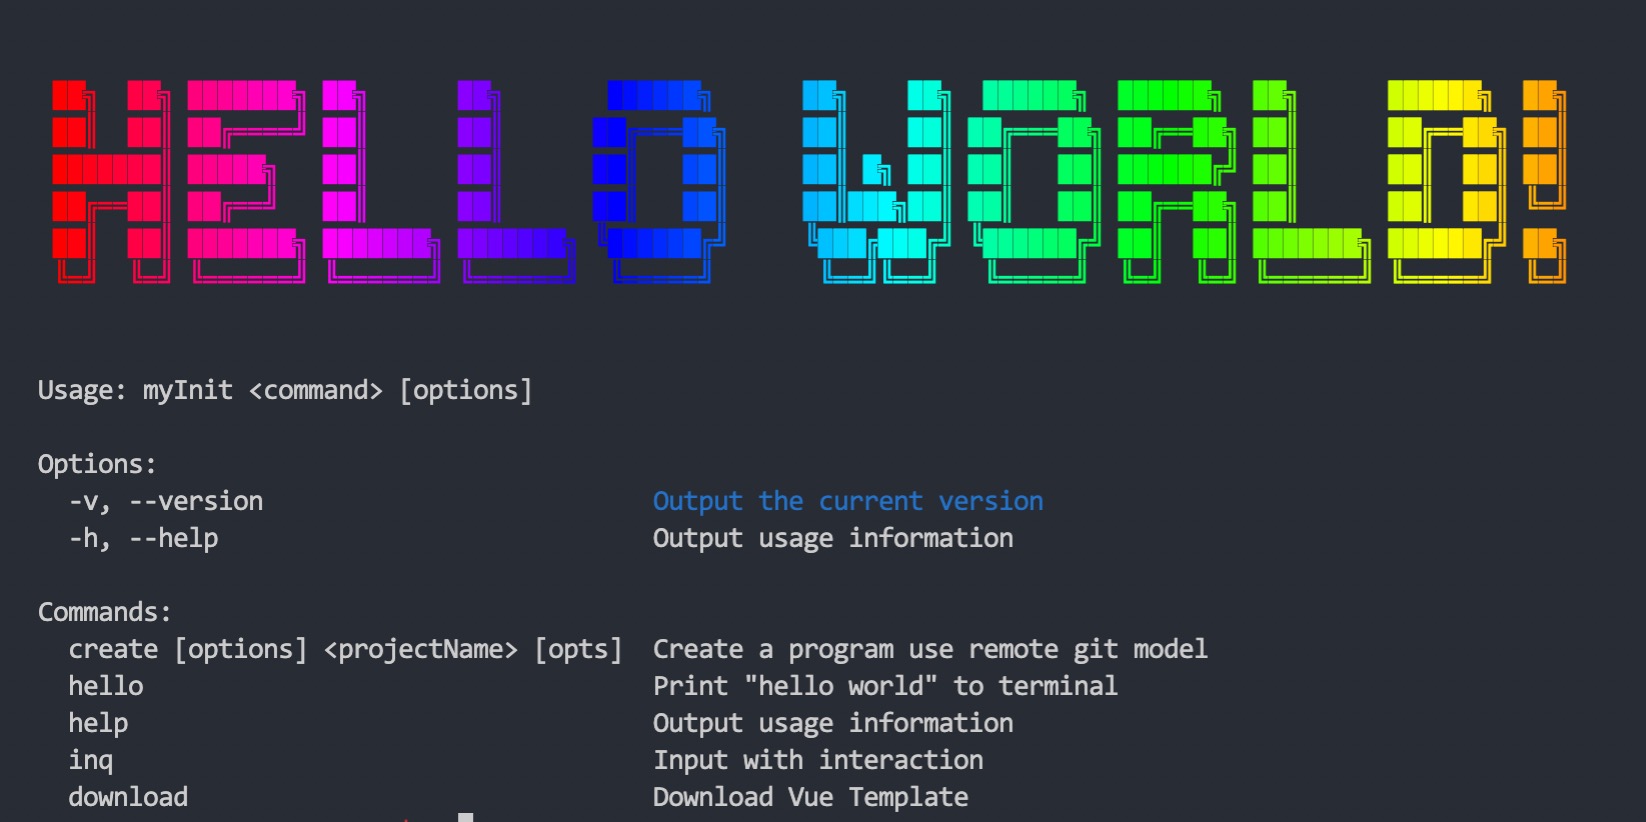 HELLO WORLD!
Usage: myInit <command> [options]
Options:
-v, --version Output the current version
-h, --help Output usage information
Commands:
create [options] <projectName> [opts] Create a program use remote git model
hello Print "hello world" to terminal
help Output usage information
inq Input with interaction
download Download Vue Template